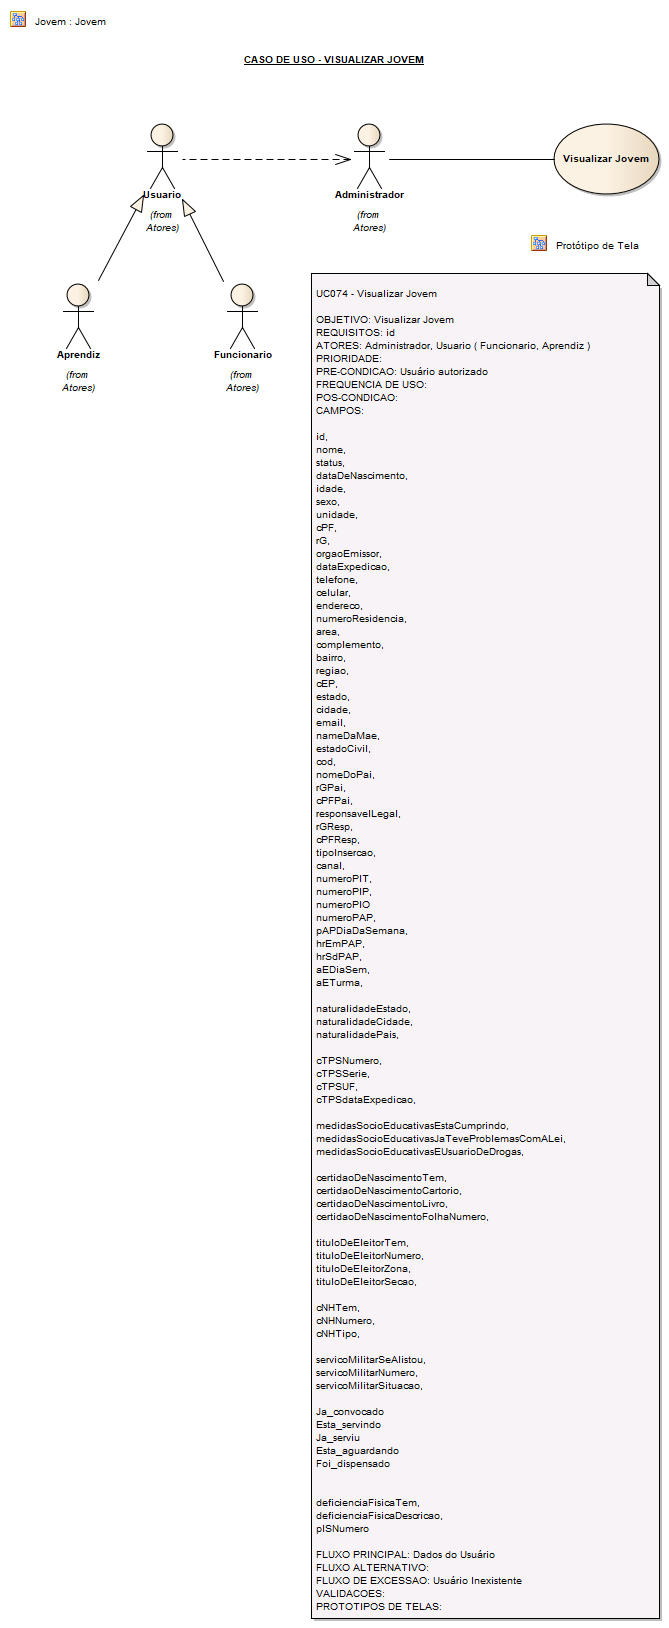 Jovem : Jovem
CASO DE USO - VISUALIZAR JOVEM
Usuario
(from
Atores)
Administrador
(from
Atores)
Visualizar Jovem
Protótipo de Tela
Aprendiz
(from
Atores)
Funcionario
(from
Atores)
UC074 - Visualizar Jovem
OBJETIVO: Visualizar Jovem
REQUISITOS: id
ATORES: Administrador, Usuario ( Funcionario, Aprendiz )
PRIORIDADE:
PRE-CONDICAO: Usuário autorizado
FREQUENCIA DE USO:
POS-CONDICAO:
CAMPOS:
id,
nome,
status,
dataDeNascimento,
idade,
sexo,
unidade,
cPF,
rG,
orgaoEmissor,
dataExpedicao,
telefone,
celular,
endereco,
numeroResidencia,
area,
complemento,
bairro,
regiao,
cEP,
estado,
cidade,
email,
nameDaMae,
estadoCivil,
cod,
nomeDoPai,
rGPai,
cPFPai,
responsavelLegal,
rGResp,
cPFResp,
tipoInsercao,
canal,
numeroPIT,
numeroPIP,
numeroPIO
numeroPAP,
pAPDiaDaSemana,
hrEmPAP,
hrSdPAP,
aEDiaSem,
aETurma,
naturalidadeEstado,
naturalidadeCidade,
naturalidadePais,
cTPSNumero,
cTPSSerie,
cTPSUF,
cTPSdataExpedicao,
medidasSocioEducativasEstaCumprindo,
medidasSocioEducativasJaTeveProblemasComALei,
medidasSocioEducativasEUsuarioDeDrogas,
certidaoDeNascimentoTem,
certidaoDeNascimentoCartorio,
certidaoDeNascimentoLivro,
certidaoDeNascimentoFolhaNumero,
tituloDeEleitorTem,
tituloDeEleitorNumero,
tituloDeEleitorZona,
tituloDeEleitorSecao,
cNHTem,
cNHNumero,
cNHTipo,
servicoMilitarSeAlistou,
servicoMilitarNumero,
servicoMilitarSituacao,
Ja_convocado
Esta_servindo
Ja_serviu
Esta_aguardando
Foi_dispensado
deficienciaFisicaTem,
deficienciaFisicaDescricao,
pISNumero
FLUXO PRINCIPAL: Dados do Usuário
FLUXO ALTERNATIVO:
FLUXO DE EXCESSAO: Usuário Inexistente
VALIDACOES:
PROTOTIPOS DE TELAS: